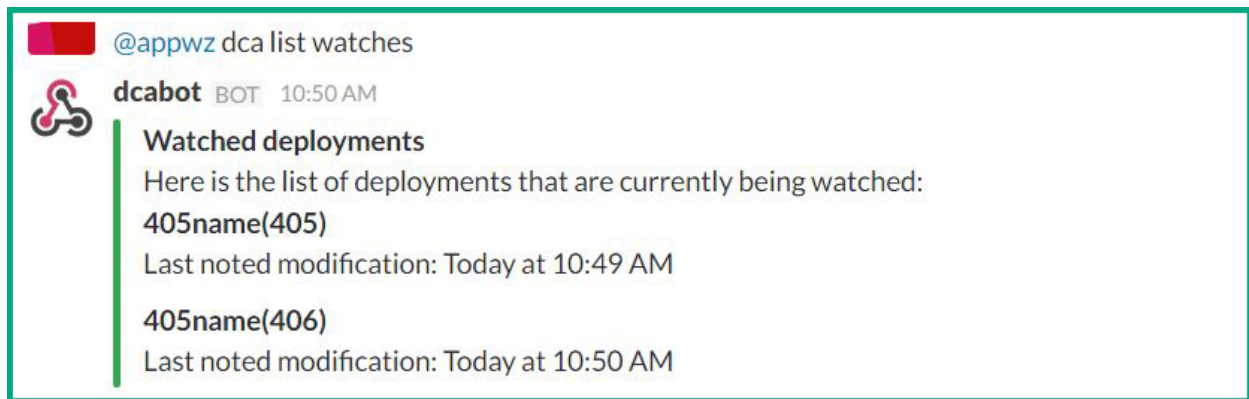 @appwz dca list watches
dcabot BOT 10:50 AM
Watched deployments
Here is the list of deployments that are currently being watched:
405name(405)
Last noted modification: Today at 10:49 AM
405name(406)
Last noted modification: Today at 10:50 AM